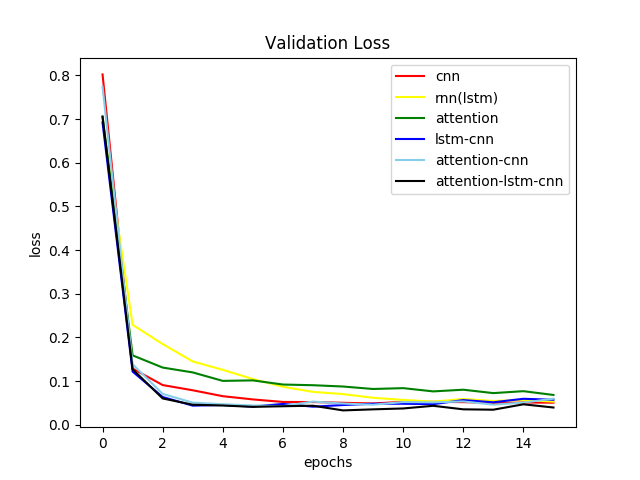 Validation Loss
cnn
rnn(lstm)
attention
lstm-cnn
attention-cnn
attention-lstm-cnn
0.8
0.7
0.6
0.5
0.4
0.3
0.2
0.1
0.0
loss
0 2 4 6 8 10 12 14
epochs